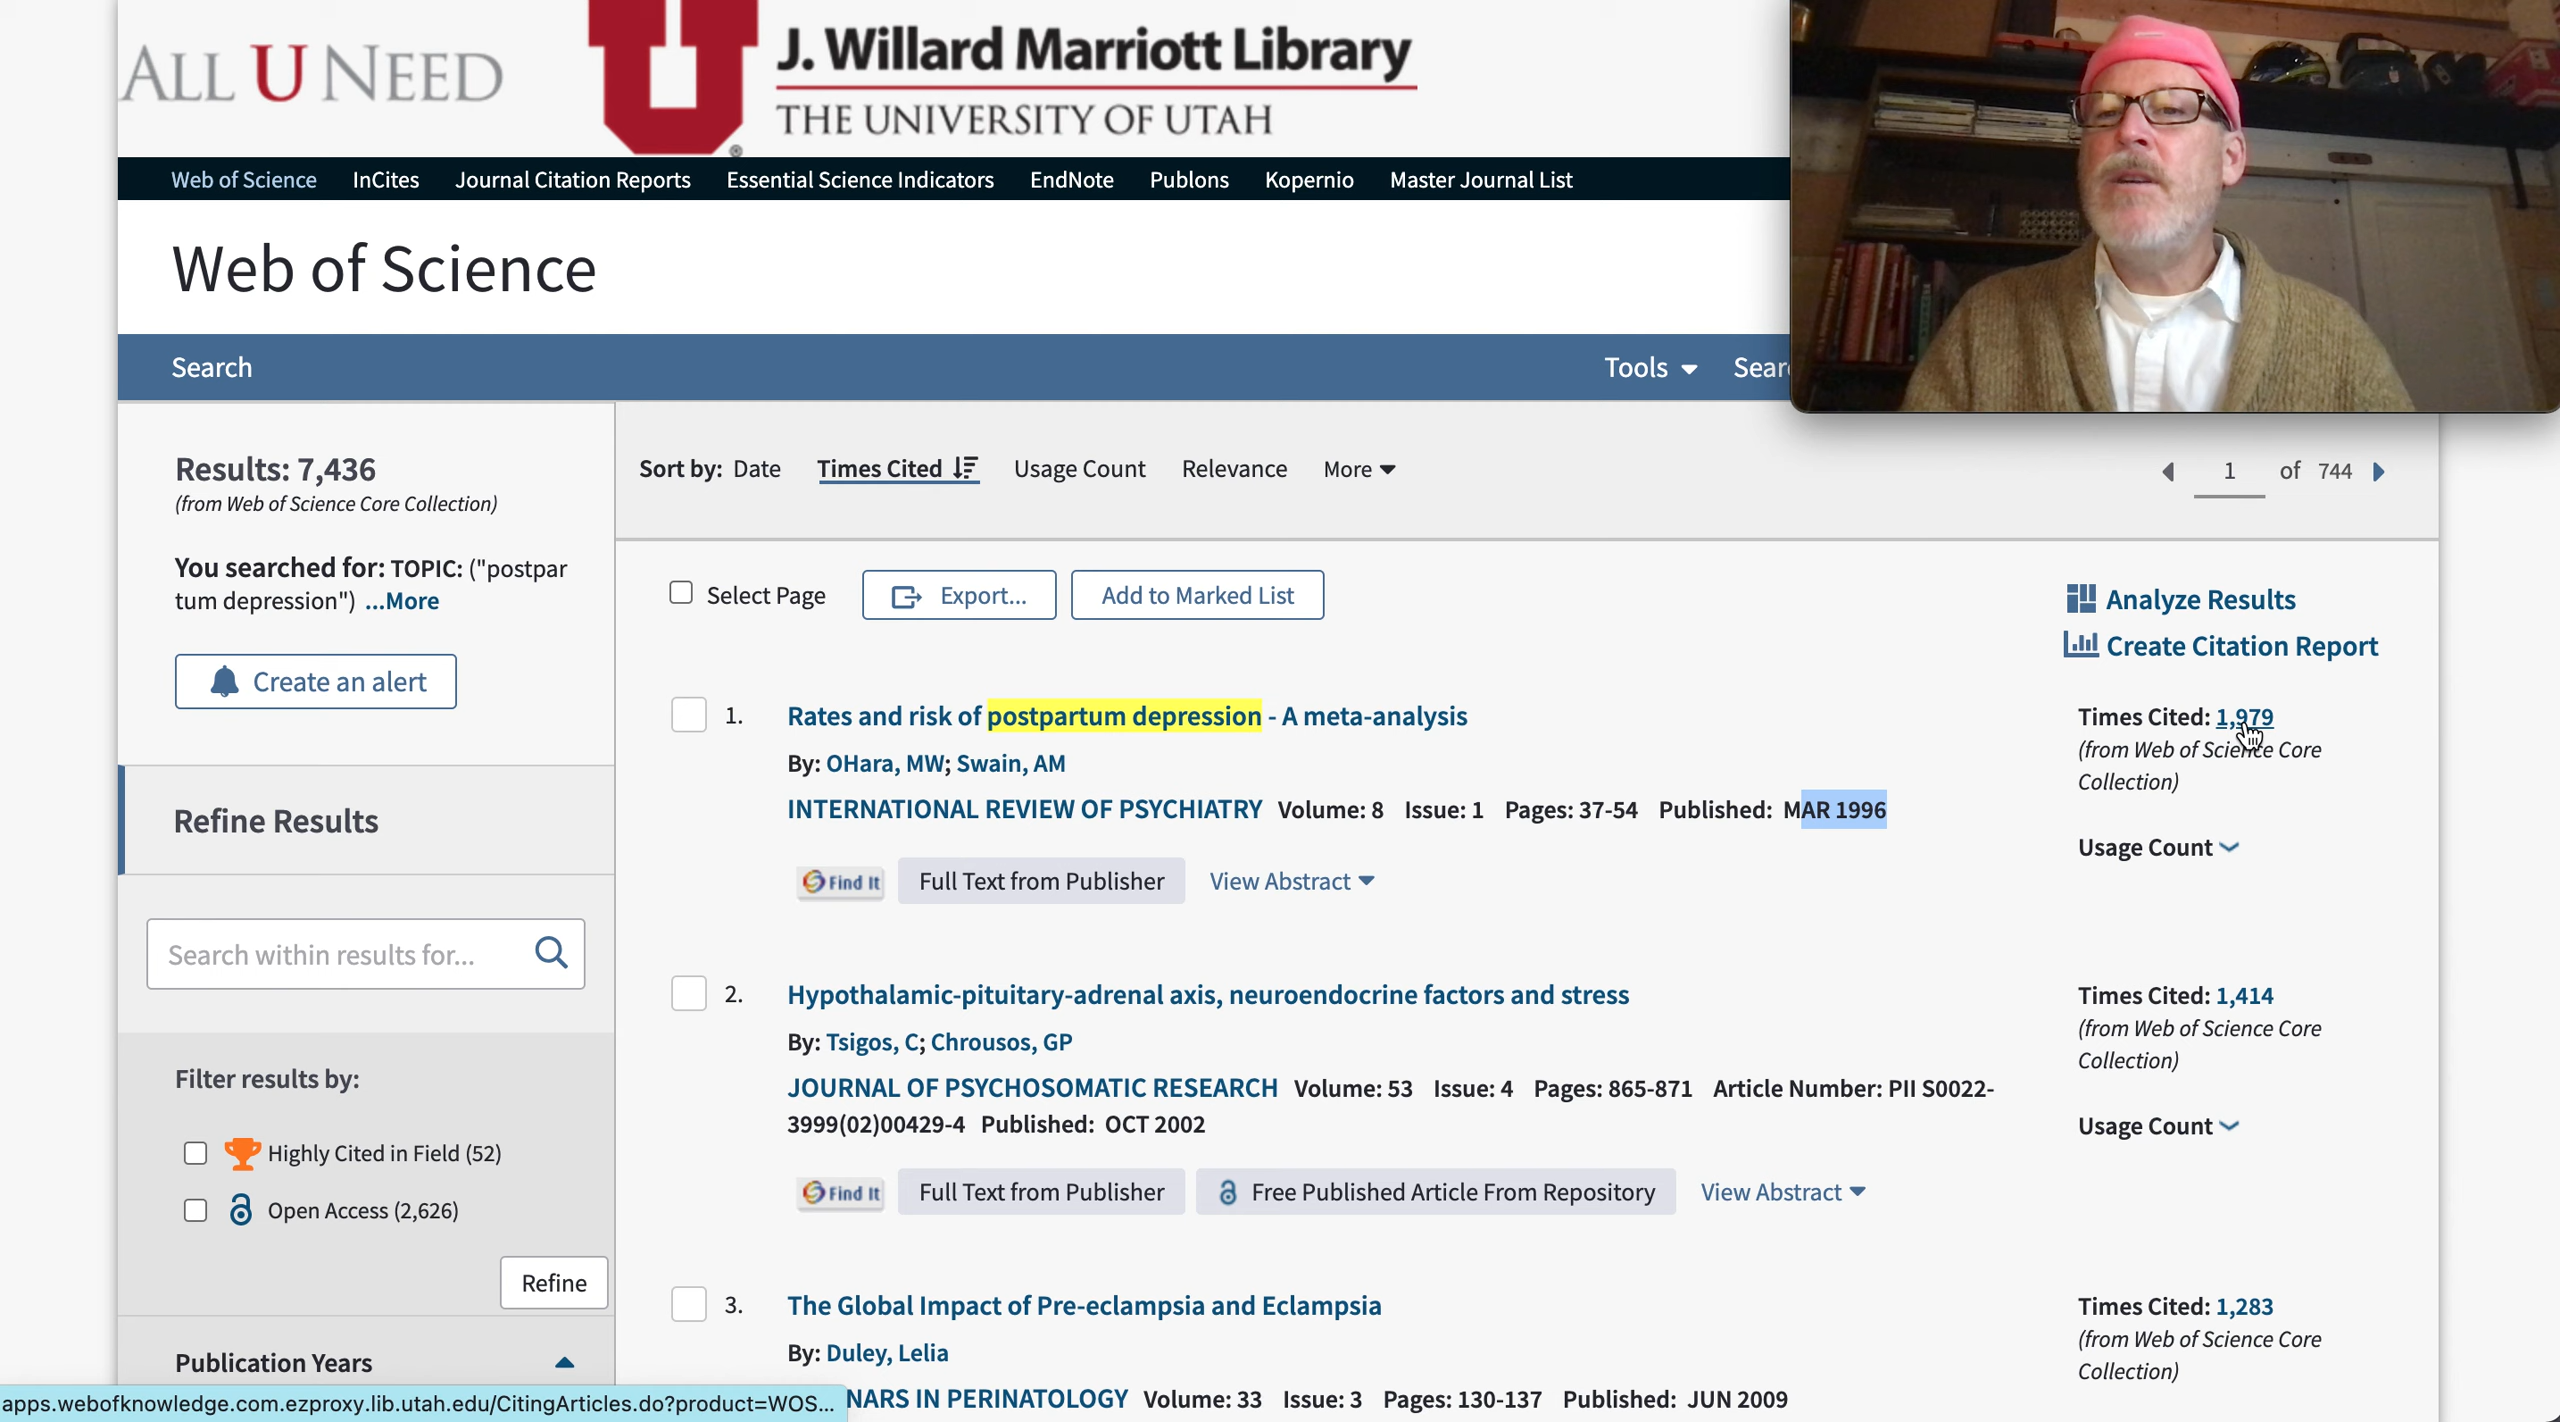 ALL U NEED
J. Willard Marriott Library
THE UNIVERSITY OF UTAH
Web of Science InCites Journal Citation Reports Essential Science Indicators EndNote Publons Kopernio Master Journal List
Web of Science
Search Tools Sear
Results: 7,436
(from Web of Science Core Collection)
You searched for: TOPIC: ("postpar
tum depression") ...More
Create an alert
Refine Results
Search within results for...
Filter results by:
Highly Cited in Field (52)
Open Access (2,626)
Refine
Publication Years
Sort by: Date Times Cited Usage Count Relevance More
1 of 744
Select Page Export... Add to Marked List
Analyze Results
Create Citation Report
1. Rates and risk of postpartum depression - A meta-analysis
By: OHara, MW; Swain, AM
INTERNATIONAL REVIEW OF PSYCHIATRY Volume: 8 Issue: 1 Pages: 37-54 Published: MAR 1996
Find It Full Text from Publisher View Abstract
Times Cited: 1,979
(from Web of Science Core
Collection)
Usage Count
2. Hypothalamic-pituitary-adrenal axis, neuroendocrine factors and stress
By: Tsigos, C; Chrousos, GP
JOURNAL OF PSYCHOSOMATIC RESEARCH Volume: 53 Issue: 4 Pages: 865-871 Article Number: PII S0022-
3999(02)00429-4 Published: OCT 2002
Find It Full Text from Publisher Free Published Article From Repository View Abstract
Times Cited: 1,414
(from Web of Science Core
Collection)
Usage Count
3. The Global Impact of Pre-eclampsia and Eclampsia
By: Duley, Lelia
NARS IN PERINATOLOGY Volume: 33 Issue: 3 Pages: 130-137 Published: JUN 2009
Times Cited: 1,283
(from Web of Science Core
Collection)
apps.webofknowledge.com.ezproxy.lib.utah.edu/CitingArticles.do?product=WOS...